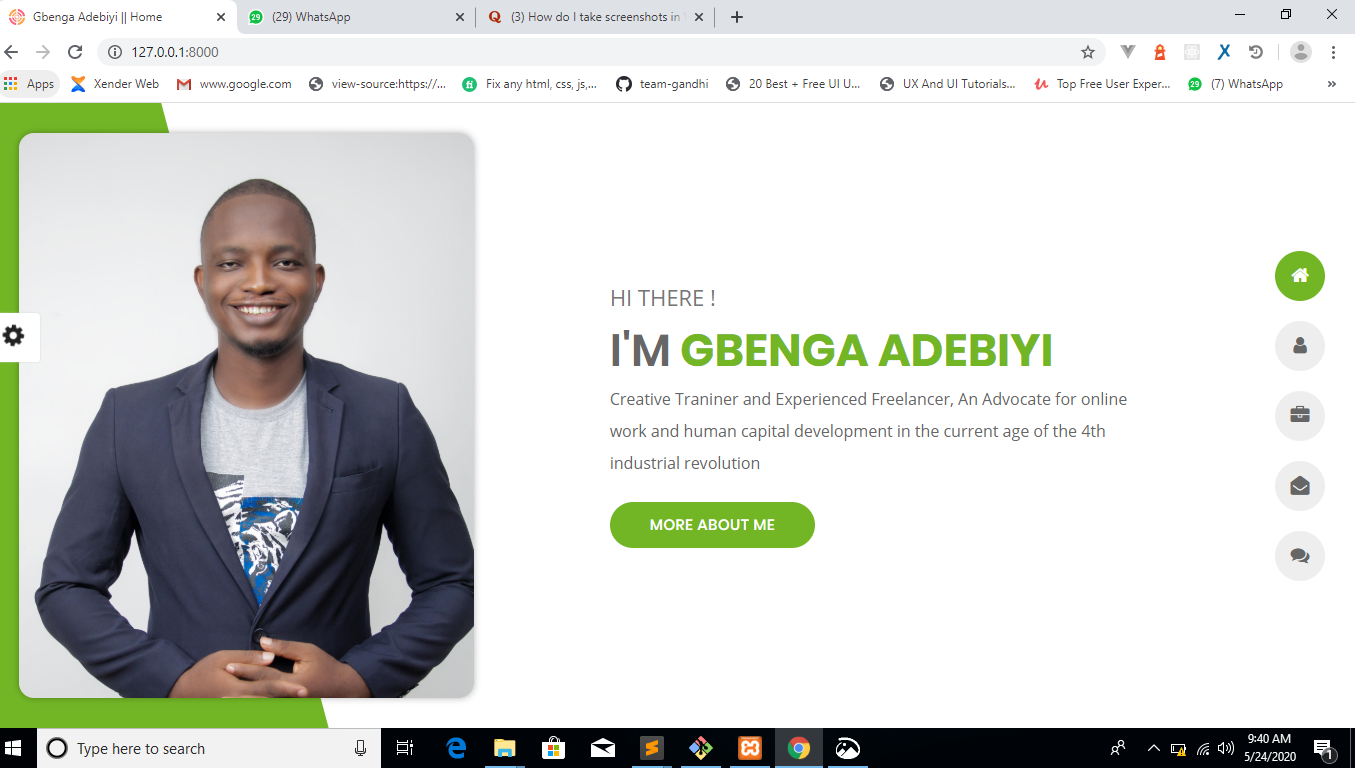 Gbenga Adebiyi || Home
(29) WhatsApp
(3) How do I take screenshots in
127.0.0.1:8000
Apps
Xender Web
www.google.com
view-source:https://...
Fix any html, css, js,...
team-gandhi
20 Best + Free UI U...
UX And UI Tutorials...
Top Free User Exper...
(7) WhatsApp
HI THERE !
I'M GBENGA ADEBIYI
Creative Traniner and Experienced Freelancer, An Advocate for online
work and human capital development in the current age of the 4th
industrial revolution
MORE ABOUT ME
Type here to search
9:40 AM
5/24/2020
1